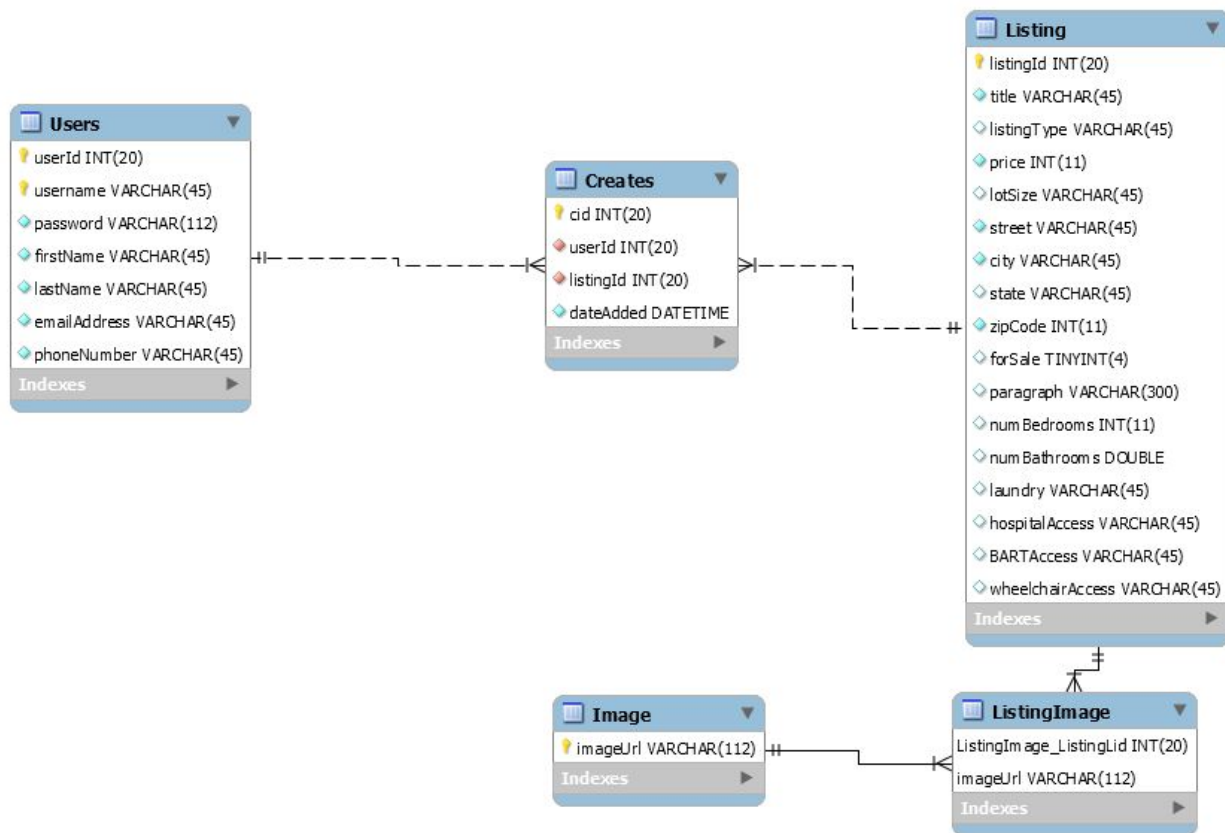 Users
userId INT(20)
username VARCHAR(45)
password VARCHAR(112)
firstName VARCHAR(45)
lastName VARCHAR(45)
emailAddress VARCHAR(45)
phoneNumber VARCHAR(45)
Indexes
Creates
cid INT(20)
userId INT(20)
listingId INT(20)
dateAdded DATETIME
Indexes
Listing
listingId INT(20)
title VARCHAR(45)
listingType VARCHAR(45)
price INT(11)
lotSize VARCHAR(45)
street VARCHAR(45)
city VARCHAR(45)
state VARCHAR(45)
zipCode INT(11)
forSale TINYINT(4)
paragraph VARCHAR(300)
numBedrooms INT(11)
numBathrooms DOUBLE
laundry VARCHAR(45)
hospitalAccess VARCHAR(45)
BARTAccess VARCHAR(45)
wheelchairAccess VARCHAR(45)
Indexes
Image
imageUrl VARCHAR(112)
Indexes
ListingImage
ListingImage_ListingLid INT(20)
imageUrl VARCHAR(112)
Indexes